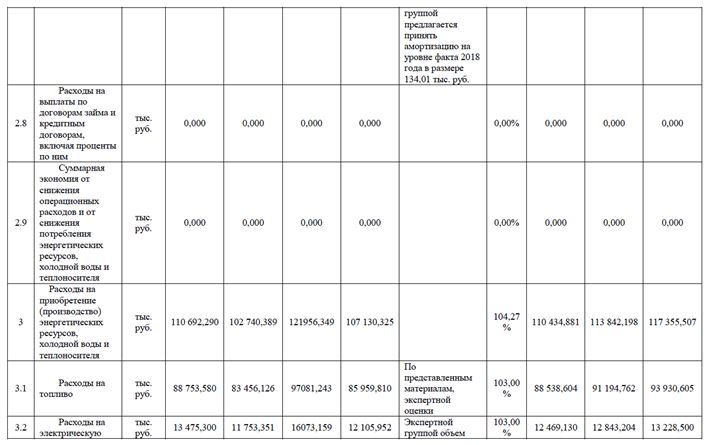 группой
предлагается
принять
амортизацию на
уровне факта 2018
года в размере
134,01 тыс. руб.
2.8
Расходы на
выплаты по
договорам займа и
кредитным
договорам,
включая проценты
по ним
тыс.
руб.
0,000
0,000
0,000
0,000
0,00%
0,000
0,000
0,000
2.9
Суммарная
экономия от
снижения
операционных
расходов и от
снижения
потребления
энергетических
ресурсов,
холодной воды и
теплоносителя
тыс.
руб.
0,000
0,000
0,000
0,000
0,00%
0,000
0,000
0,000
3
Расходы на
приобретение
(производство)
энергетических
ресурсов,
холодной воды и
теплоносителя
тыс.
руб.
110 692,290
102 740,389
121956,349
107 130,325
104,27
%
110 434,881
113 842,198
117 355,507
3.1
Расходы на
топливо
тыс.
руб.
88 753,580
83 456,126
97081,243
85 959,810
По
представленным
материалам,
экспертной
оценки
103,00
%
88 538,604
91 194,762
93 930,605
3.2
Расходы на
электрическую
тыс.
руб.
13 475,300
11 753,351
16073,159
12 105,952
Экспертной
группой объем
103,00
%
12 469,130
12 843,204
13 228,500